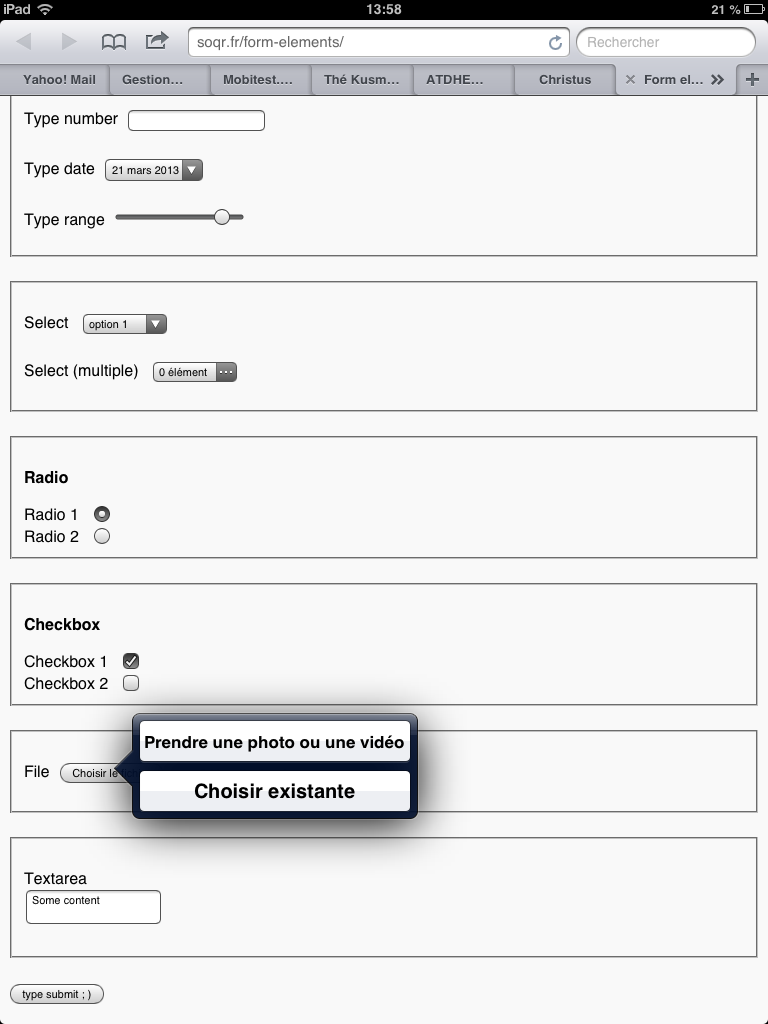 iPad 13:58 21 %
soqr.fr/form-elements/ Rechercher
Yahoo! Mail Gestion... Mobitest.... Thé Kusm... ATDHE... Christus Form el...
Type number
Type date 21 mars 2013
Type range
Select option 1
Select (multiple) 0 élément
Radio
Radio 1
Radio 2
Checkbox
Checkbox 1
Checkbox 2
Prendre une photo ou une vidéo
File Choisir le
Choisir existante
Textarea
Some content
type submit ; )